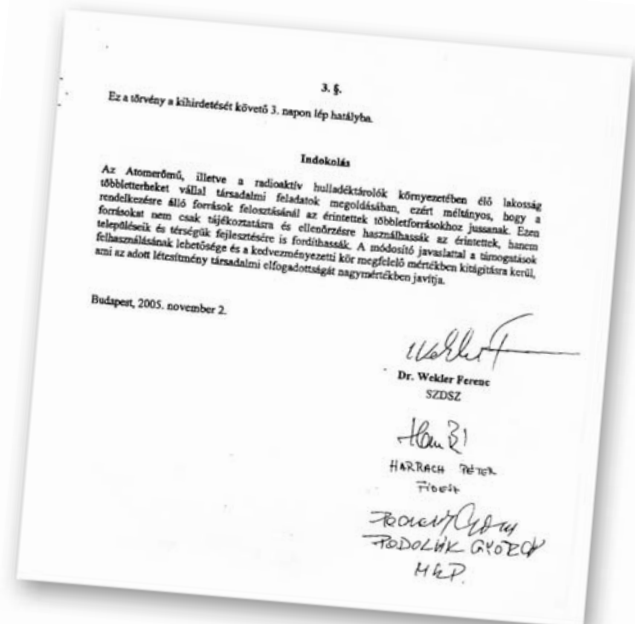 3. §.
Ez a törvény a kihirdetését követő 3. napon lép hatályba.
Indokolás
Az Atomerőmű, illetve a radioaktív hulladéktárolók környezetében élő lakosság
többletterheket vállal társadalmi feladatok megoldásában, ezért méltányos, hogy a
rendelkezésre álló források felosztásánál az érintettek többletforrásokhoz jussanak. Ezen
forrásokat nem csak tájékoztatásra és ellenőrzésre használhassák az érintettek, hanem
településeik és térségük fejlesztésére is fordíthassák. A módosító javaslattal a támogatások
felhasználásának lehetősége és a kedvezményezetti kör megfelelő mértékben kitágításra kerül,
ami az adott létesítmény társadalmi elfogadottságát nagymértékben javítja.
Budapest, 2005. november 2.
Dr. Wekler Ferenc
SZDSZ
HARRACH PÉTER
FIDESZ
PODOLÁK GYÖRGY
MSZP.